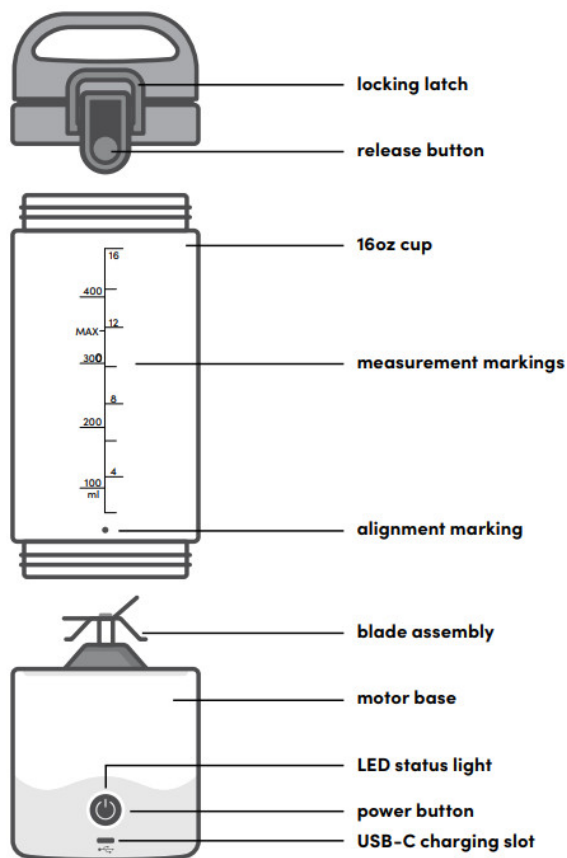 locking latch
release button
16oz cup
16
400
12
MAX
300
measurement markings
8
200
4
100
ml
alignment marking
blade assembly
motor base
LED status light
power button
USB-C charging slot